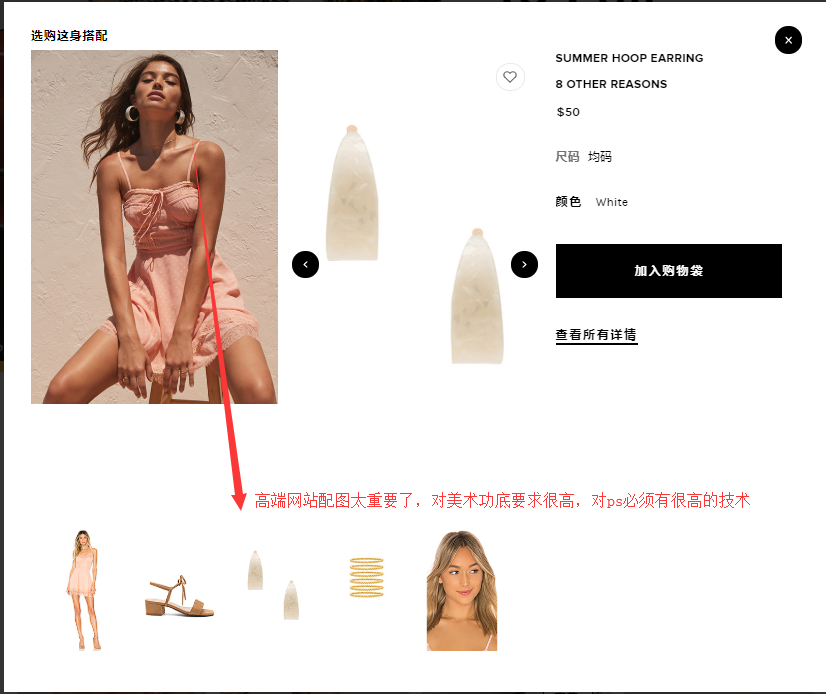 选购这身搭配
SUMMER HOOP EARRING
8 OTHER REASONS
$50
尺码 均码
颜色 White
加入购物袋
查看所有详情
高端网站配图太重要了，对美术功底要求很高，对ps必须有很高的技术